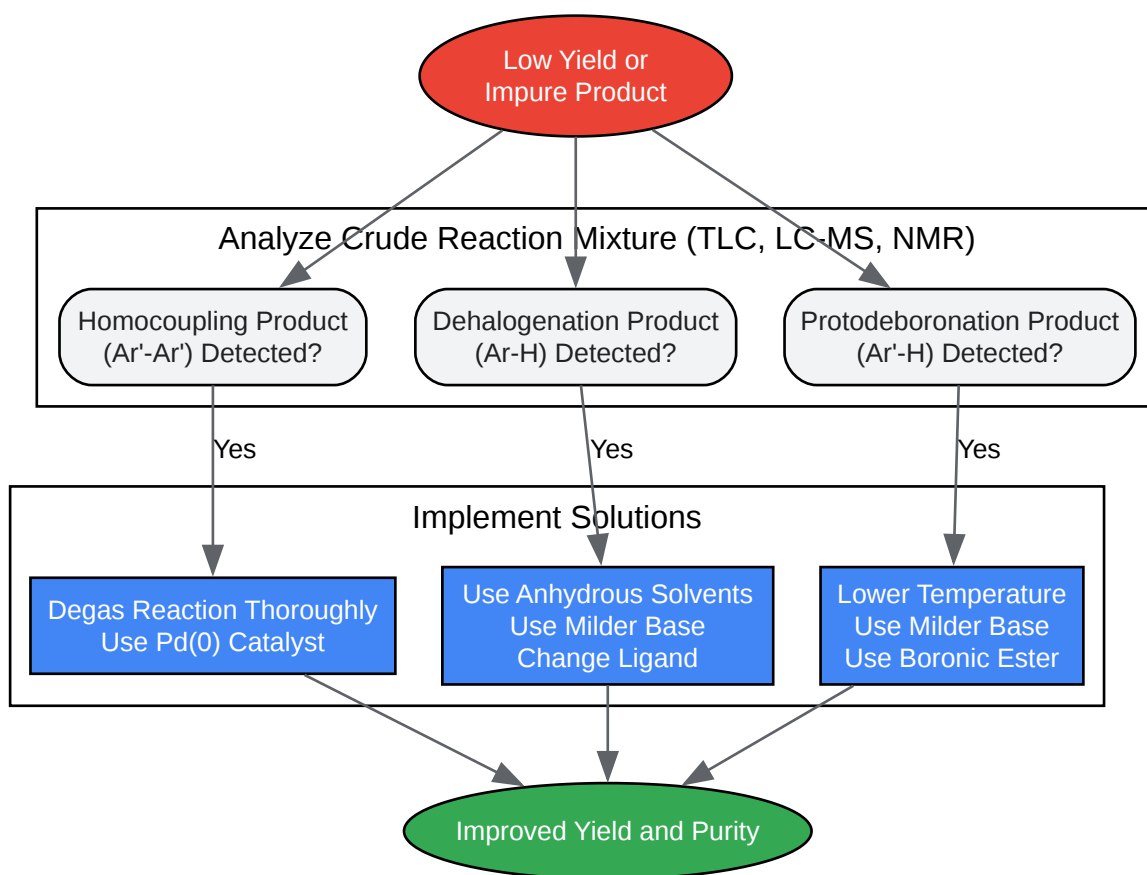 Low Yield or
Impure Product
Analyze Crude Reaction Mixture (TLC, LC-MS, NMR)
Homocoupling Product
(Ar'-Ar') Detected?
Dehalogenation Product
(Ar-H) Detected?
Protodeboronation Product
(Ar'-H) Detected?
Yes
Yes
Yes
Implement Solutions
Degas Reaction Thoroughly
Use Pd(0) Catalyst
Use Anhydrous Solvents
Use Milder Base
Change Ligand
Lower Temperature
Use Milder Base
Use Boronic Ester
Improved Yield and Purity